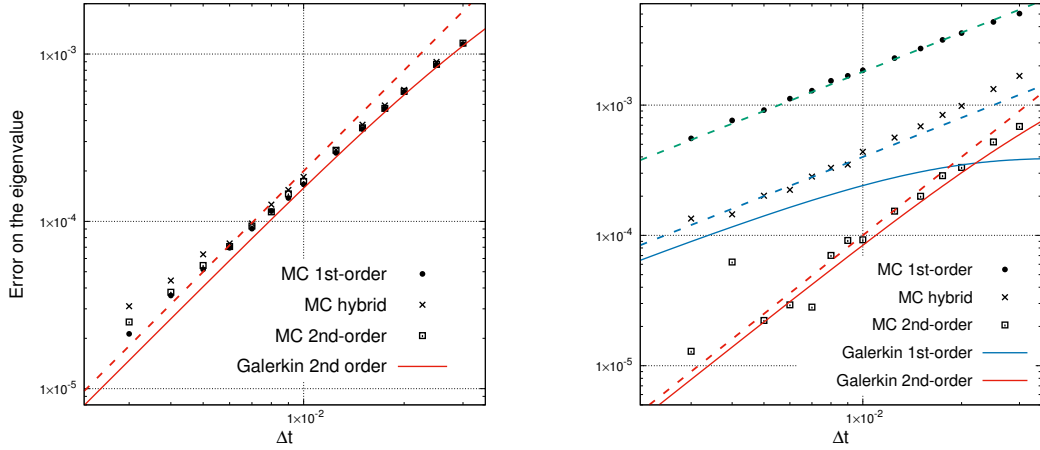 Error on the eigenvalue
1×10⁻³
1×10⁻⁴
1×10⁻⁵
MC 1st-order
MC hybrid
MC 2nd-order
Galerkin 2nd order
1×10⁻²
Δt
1×10⁻³
1×10⁻⁴
1×10⁻⁵
MC 1st-order
MC hybrid
MC 2nd-order
Galerkin 1st-order
Galerkin 2nd-order
1×10⁻²
Δt